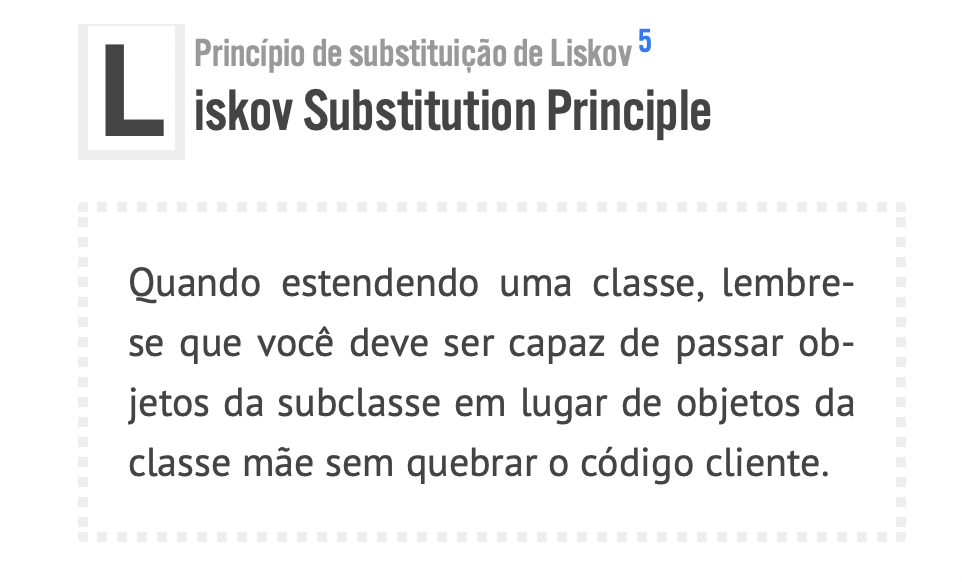 Princípio de substituição de Liskov 5
Liskov Substitution Principle
Quando estendendo uma classe, lembre-
se que você deve ser capaz de passar ob-
jetos da subclasse em lugar de objetos da
classe mãe sem quebrar o código cliente.